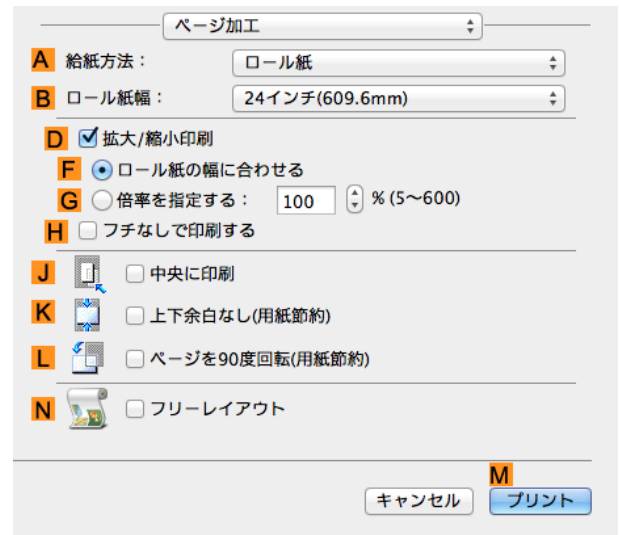 ページ加工
A 給紙方法： ロール紙
B ロール紙幅： 24インチ(609.6mm)
D 拡大/縮小印刷
F ロール紙の幅に合わせる
G 倍率を指定する： 100 % (5〜600)
H フチなしで印刷する
J 中央に印刷
K 上下余白なし(用紙節約)
L ページを90度回転(用紙節約)
N フリーレイアウト
M
キャンセル プリント